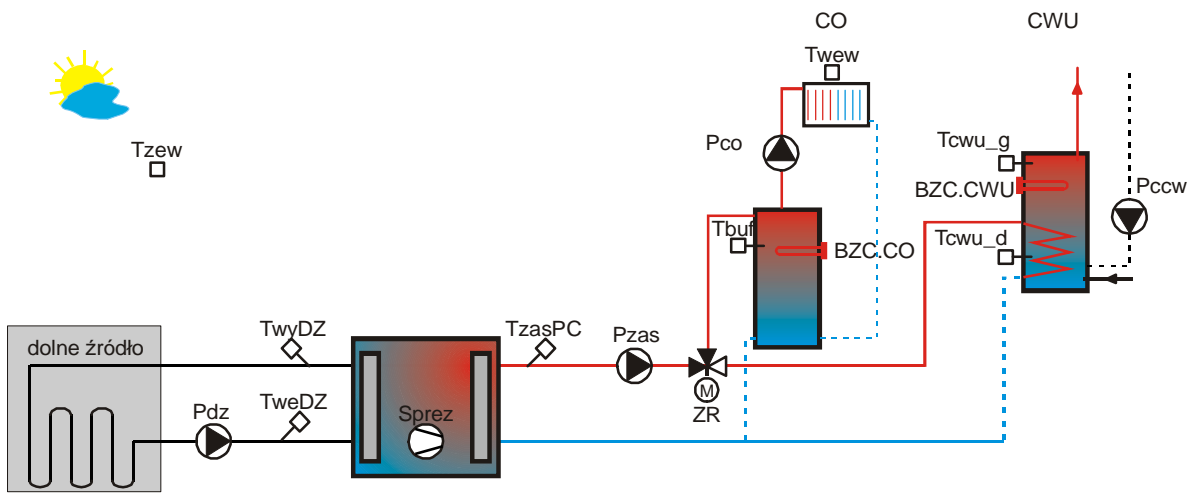 CO
CWU
Twew
Tzew
Pco
Tcwu_g
BZC.CWU
Pccw
Tbuf
BZC.CO
Tcwu_d
dolne źródło
TwyDZ
TzasPC
Pzas
M
ZR
Pdz
TweDZ
Sprez